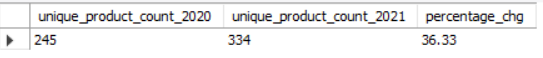 unique_product_count_2020 unique_product_count_2021 percentage_chg
245 334 36.33